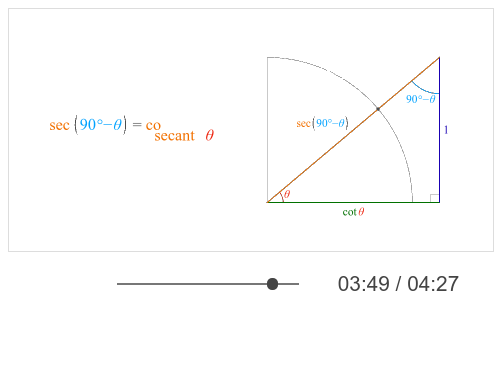 sec(90°−θ) = co
secant θ
90°−θ
sec(90°−θ)
1
θ
cot θ
03:49 / 04:27